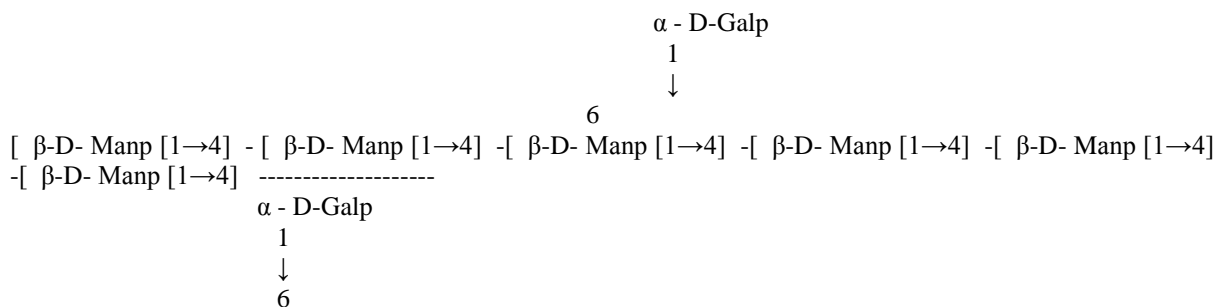 α - D-Galp
1
↓
6
[ β-D- Manp [1→4] - [ β-D- Manp [1→4] -[ β-D- Manp [1→4] -[ β-D- Manp [1→4] -[ β-D- Manp [1→4]
-[ β-D- Manp [1→4] --------------------
α - D-Galp
1
↓
6